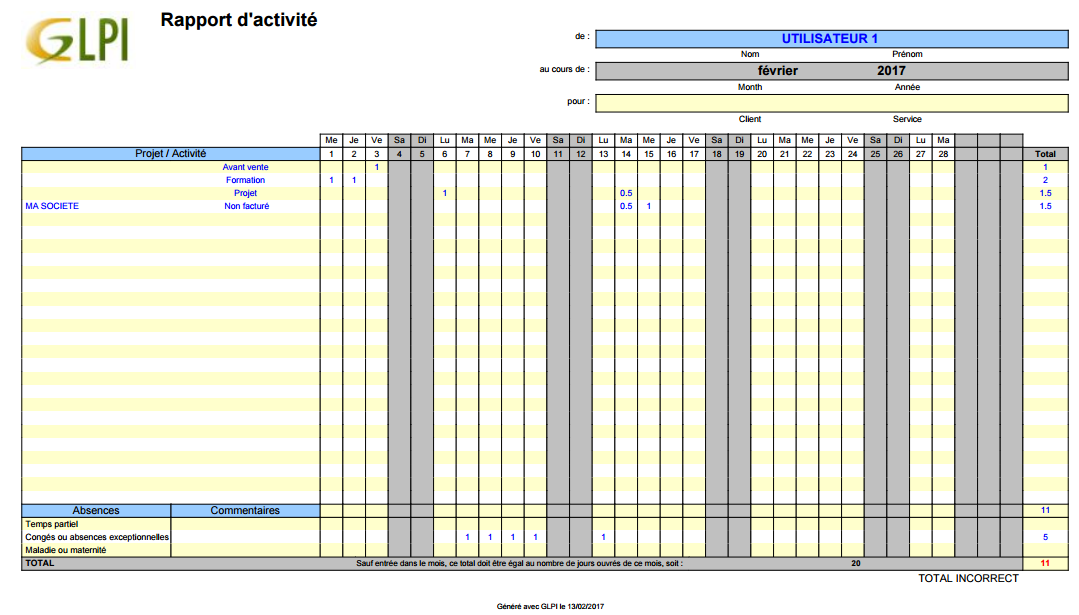 GLPI
Rapport d'activité
de : UTILISATEUR 1
Nom Prénom
au cours de : février 2017
Month Année
pour :
Client Service
Me Je Ve Sa Di Lu Ma Me Je Ve Sa Di Lu Ma Me Je Ve Sa Di Lu Ma Me Je Ve Sa Di Lu Ma
Projet / Activité 1 2 3 4 5 6 7 8 9 10 11 12 13 14 15 16 17 18 19 20 21 22 23 24 25 26 27 28 Total
Avant vente 1 1
Formation 1 1 2
Projet 1 0.5 1.5
MA SOCIETE Non facturé 0.5 1 1.5
Absences Commentaires 11
Temps partiel
Congés ou absences exceptionnelles 1 1 1 1 1 5
Maladie ou maternité
TOTAL Sauf entrée dans le mois, ce total doit être égal au nombre de jours ouvrés de ce mois, soit : 20 11
TOTAL INCORRECT
Généré avec GLPI le 13/02/2017